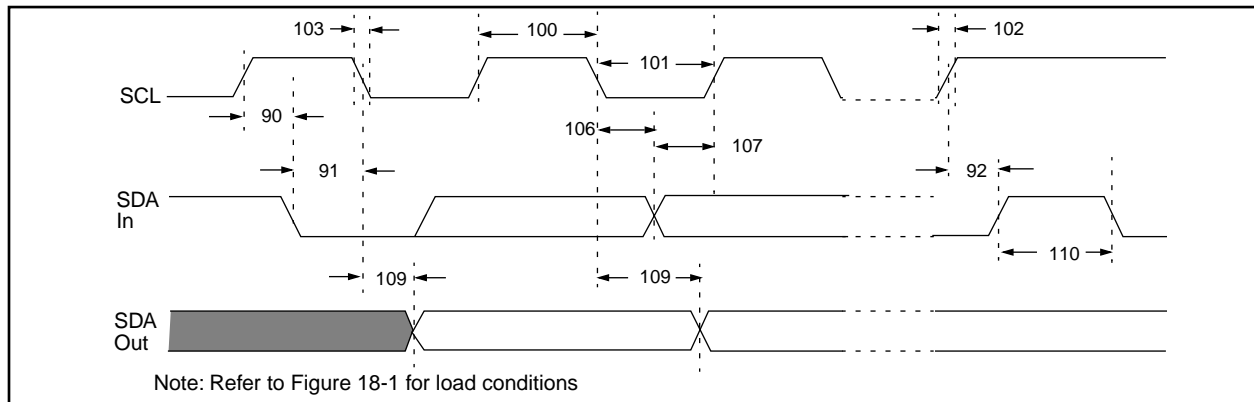 103
100
102
101
SCL
90
106
107
91
92
SDA
In
110
109
109
SDA
Out
Note: Refer to Figure 18-1 for load conditions